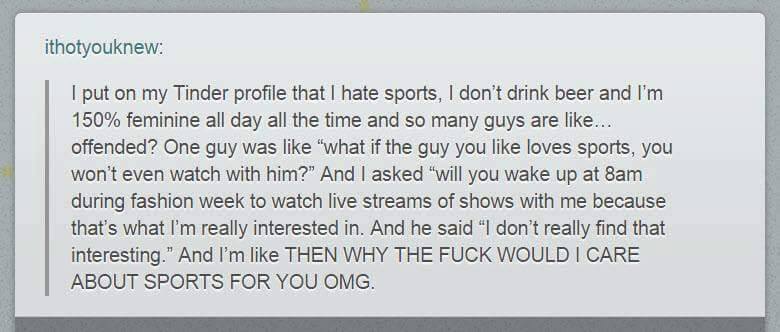 ithotyouknew:
I put on my Tinder profile that I hate sports, I don’t drink beer and I’m
150% feminine all day all the time and so many guys are like…
offended? One guy was like “what if the guy you like loves sports, you
won’t even watch with him?” And I asked “will you wake up at 8am
during fashion week to watch live streams of shows with me because
that’s what I’m really interested in. And he said “I don’t really find that
interesting.” And I’m like THEN WHY THE FUCK WOULD I CARE
ABOUT SPORTS FOR YOU OMG.